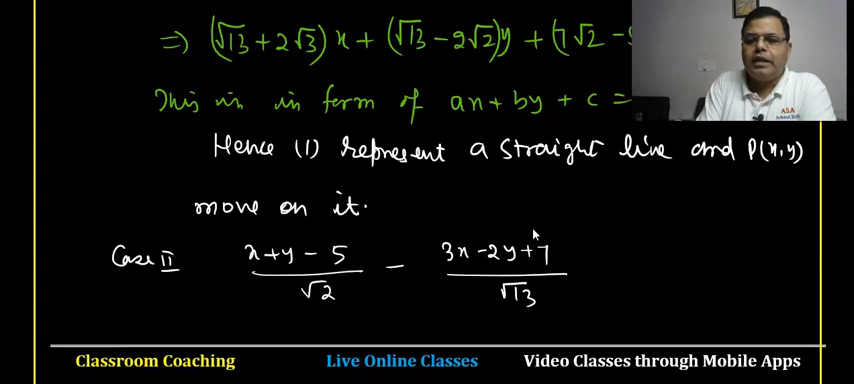 ⇒ (√13 + 2√3) x + (√13 - 2√2) y + (7√2 -
This is in form of ax + by + c =
Hence (1) represent a straight line and P(x,y)
move on it.
Case II (x+y-5)/√2 - (3x-2y+7)/√13
ASA
Classroom Coaching Live Online Classes Video Classes through Mobile Apps